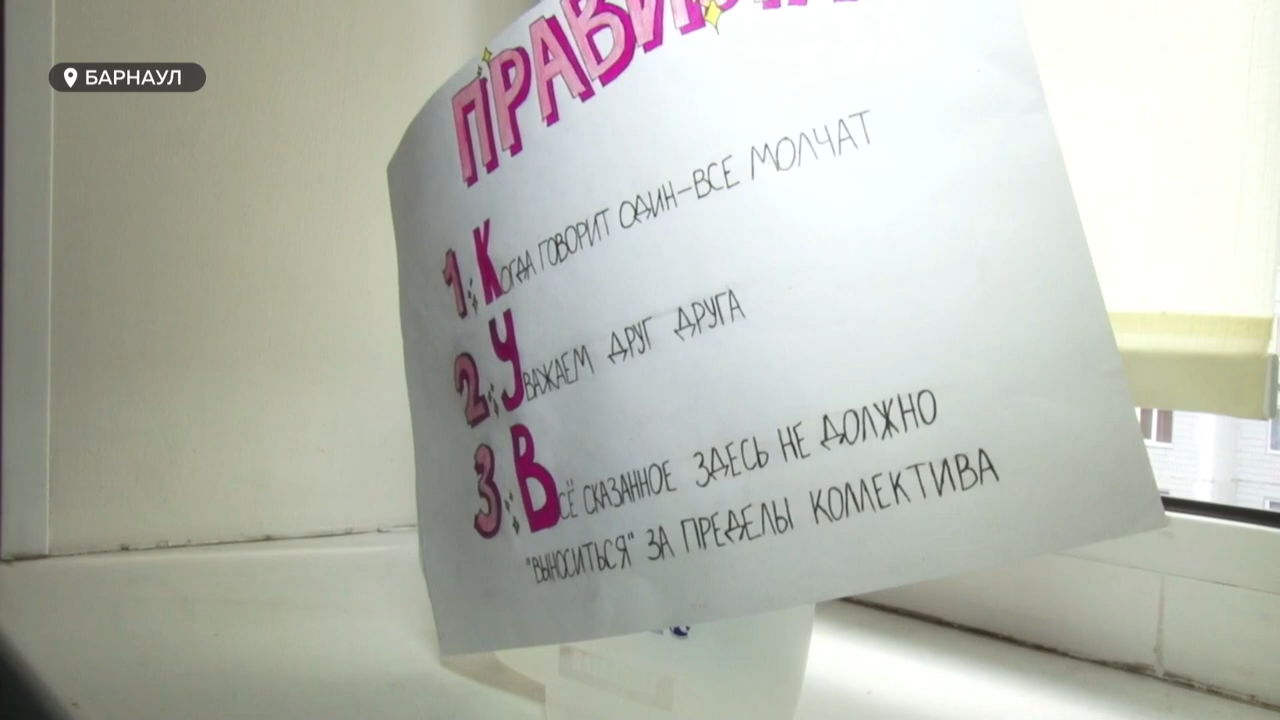 БАРНАУЛ
ПРАВИЛА
1. КОГДА ГОВОРИТ ОДИН-ВСЕ МОЛЧАТ
2. УВАЖАЕМ ДРУГ ДРУГА
3. ВСЁ СКАЗАННОЕ ЗДЕСЬ НЕ ДОЛЖНО
"ВЫНОСИТЬСЯ" ЗА ПРЕДЕЛЫ КОЛЛЕКТИВА